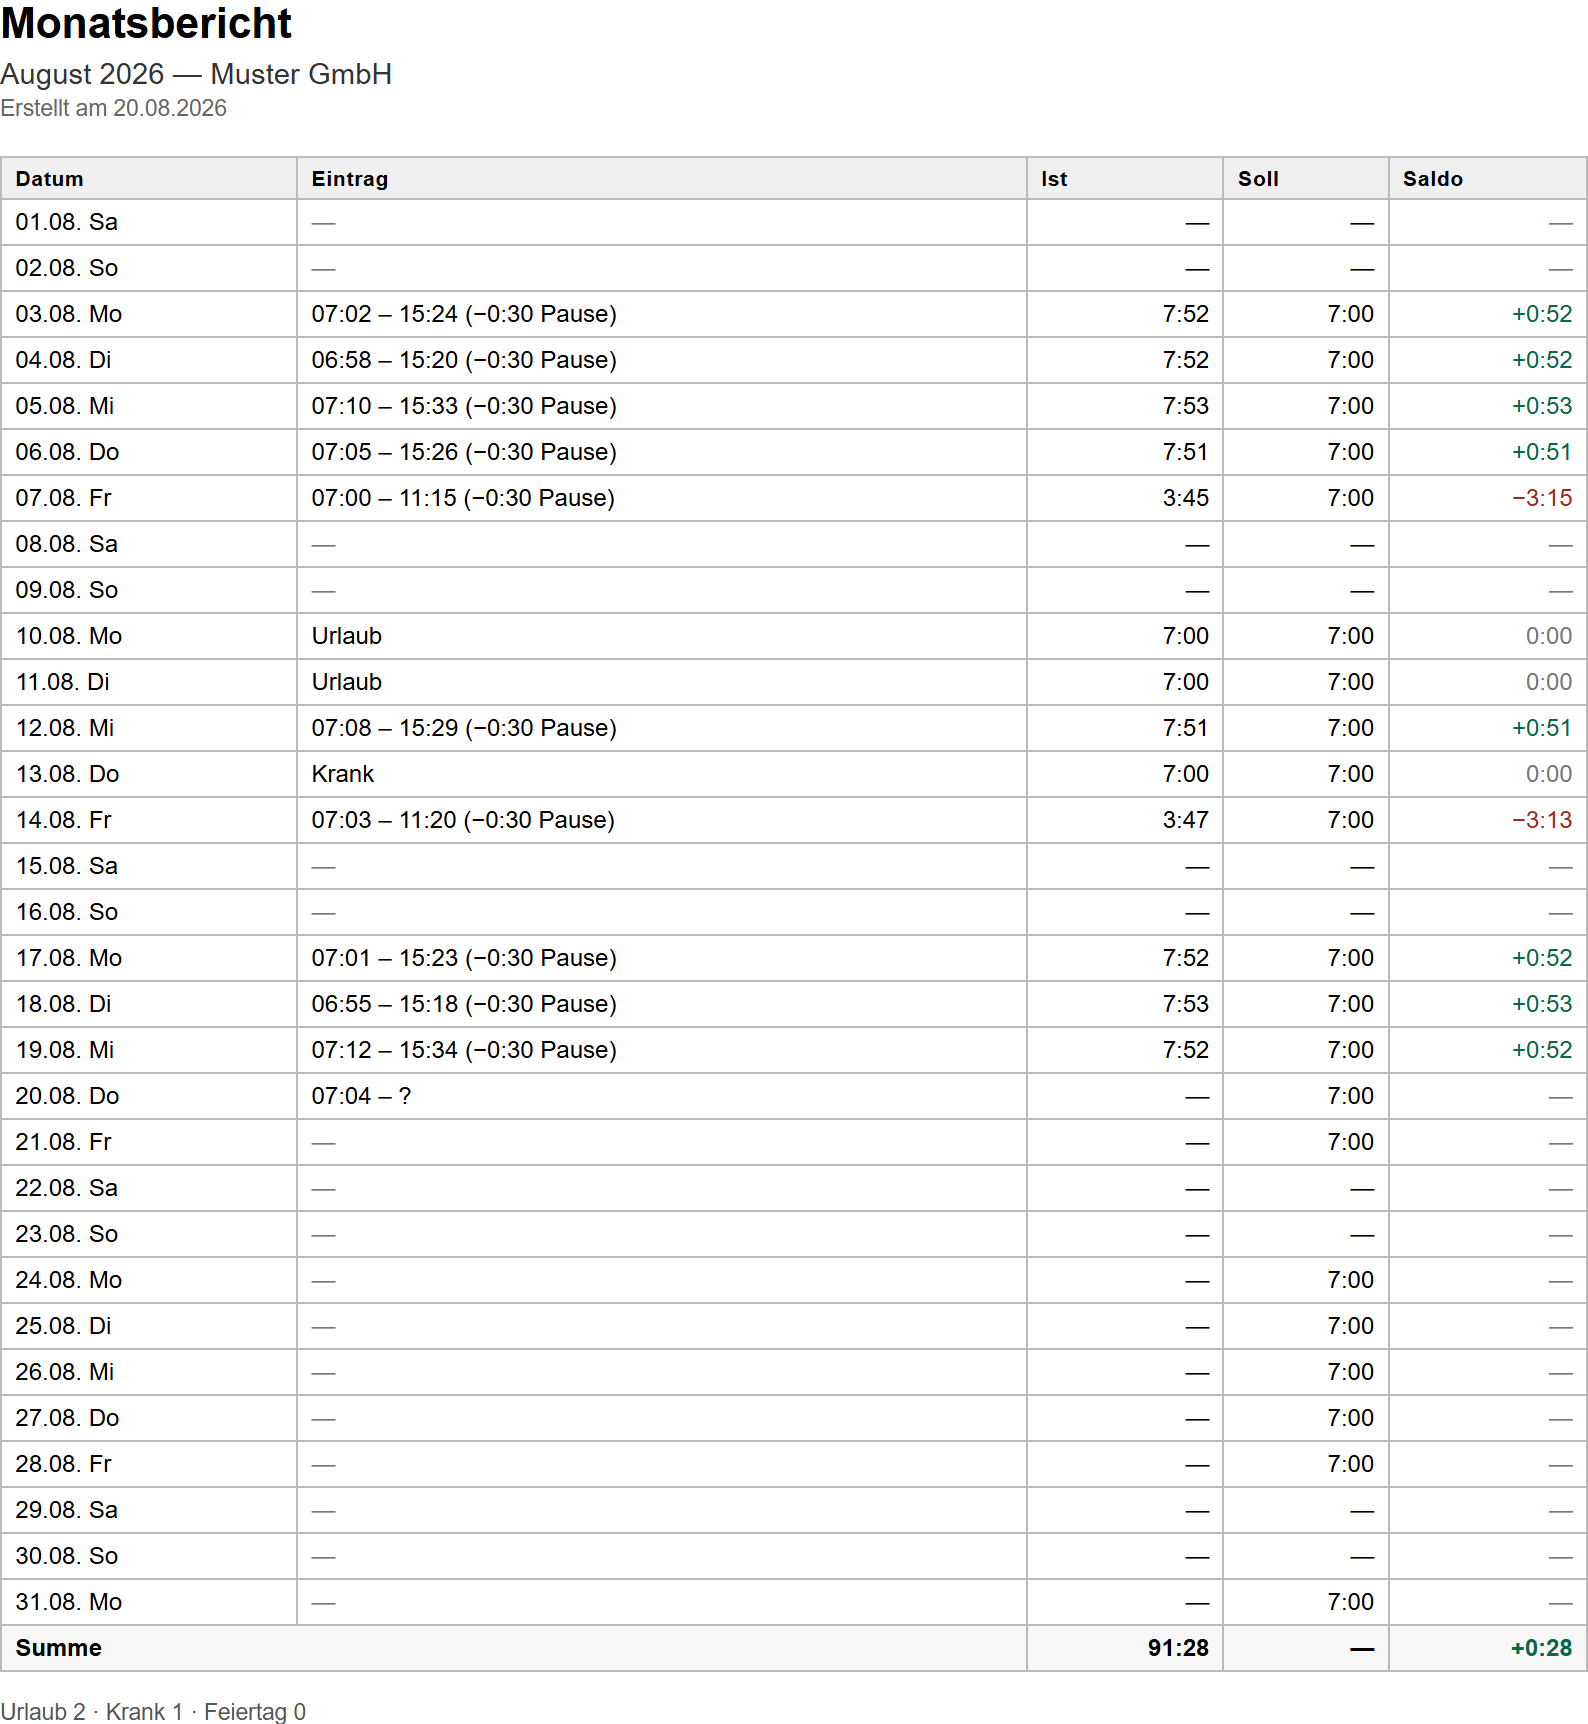 Monatsbericht
August 2026 — Muster GmbH
Erstellt am 20.08.2026
Datum Eintrag Ist Soll Saldo
01.08. Sa — — — —
02.08. So — — — —
03.08. Mo 07:02 – 15:24 (−0:30 Pause) 7:52 7:00 +0:52
04.08. Di 06:58 – 15:20 (−0:30 Pause) 7:52 7:00 +0:52
05.08. Mi 07:10 – 15:33 (−0:30 Pause) 7:53 7:00 +0:53
06.08. Do 07:05 – 15:26 (−0:30 Pause) 7:51 7:00 +0:51
07.08. Fr 07:00 – 11:15 (−0:30 Pause) 3:45 7:00 −3:15
08.08. Sa — — — —
09.08. So — — — —
10.08. Mo Urlaub 7:00 7:00 0:00
11.08. Di Urlaub 7:00 7:00 0:00
12.08. Mi 07:08 – 15:29 (−0:30 Pause) 7:51 7:00 +0:51
13.08. Do Krank 7:00 7:00 0:00
14.08. Fr 07:03 – 11:20 (−0:30 Pause) 3:47 7:00 −3:13
15.08. Sa — — — —
16.08. So — — — —
17.08. Mo 07:01 – 15:23 (−0:30 Pause) 7:52 7:00 +0:52
18.08. Di 06:55 – 15:18 (−0:30 Pause) 7:53 7:00 +0:53
19.08. Mi 07:12 – 15:34 (−0:30 Pause) 7:52 7:00 +0:52
20.08. Do 07:04 – ? — 7:00 —
21.08. Fr — — 7:00 —
22.08. Sa — — — —
23.08. So — — — —
24.08. Mo — — 7:00 —
25.08. Di — — 7:00 —
26.08. Mi — — 7:00 —
27.08. Do — — 7:00 —
28.08. Fr — — 7:00 —
29.08. Sa — — — —
30.08. So — — — —
31.08. Mo — — 7:00 —
Summe 91:28 — +0:28
Urlaub 2 · Krank 1 · Feiertag 0